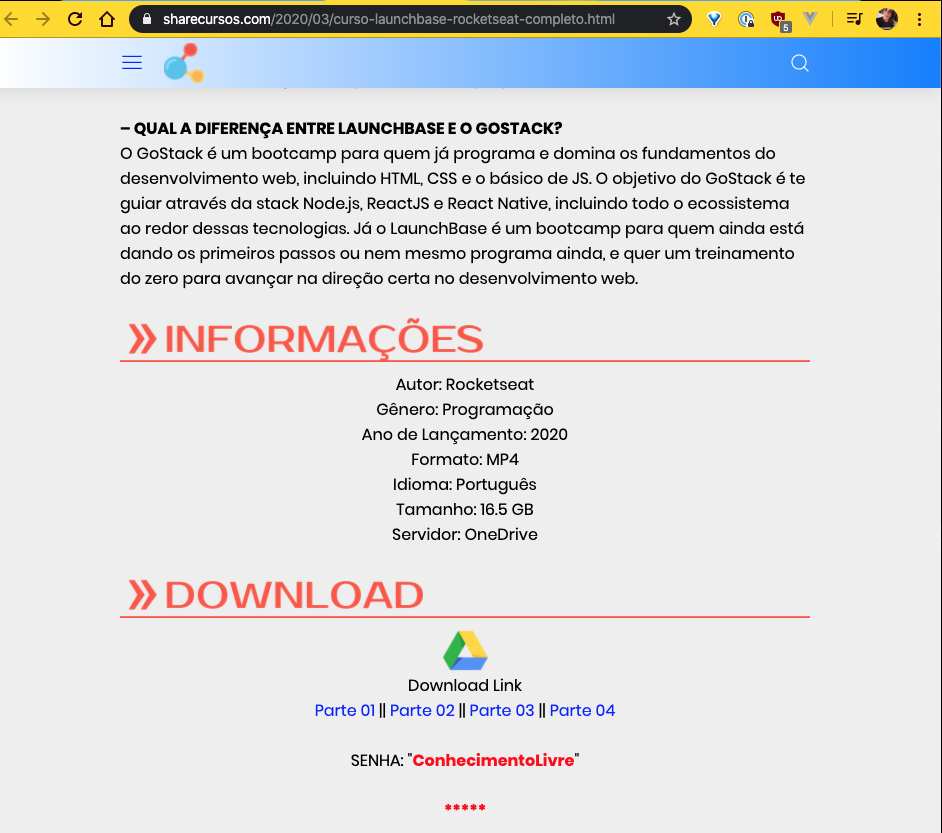 sharecursos.com/2020/03/curso-launchbase-rocketseat-completo.html
5
– QUAL A DIFERENÇA ENTRE LAUNCHBASE E O GOSTACK?
O GoStack é um bootcamp para quem já programa e domina os fundamentos do
desenvolvimento web, incluindo HTML, CSS e o básico de JS. O objetivo do GoStack é te
guiar através da stack Node.js, ReactJS e React Native, incluindo todo o ecossistema
ao redor dessas tecnologias. Já o LaunchBase é um bootcamp para quem ainda está
dando os primeiros passos ou nem mesmo programa ainda, e quer um treinamento
do zero para avançar na direção certa no desenvolvimento web.
INFORMAÇÕES
Autor: Rocketseat
Gênero: Programação
Ano de Lançamento: 2020
Formato: MP4
Idioma: Português
Tamanho: 16.5 GB
Servidor: OneDrive
DOWNLOAD
Download Link
Parte 01 || Parte 02 || Parte 03 || Parte 04
SENHA: "ConhecimentoLivre"
*****